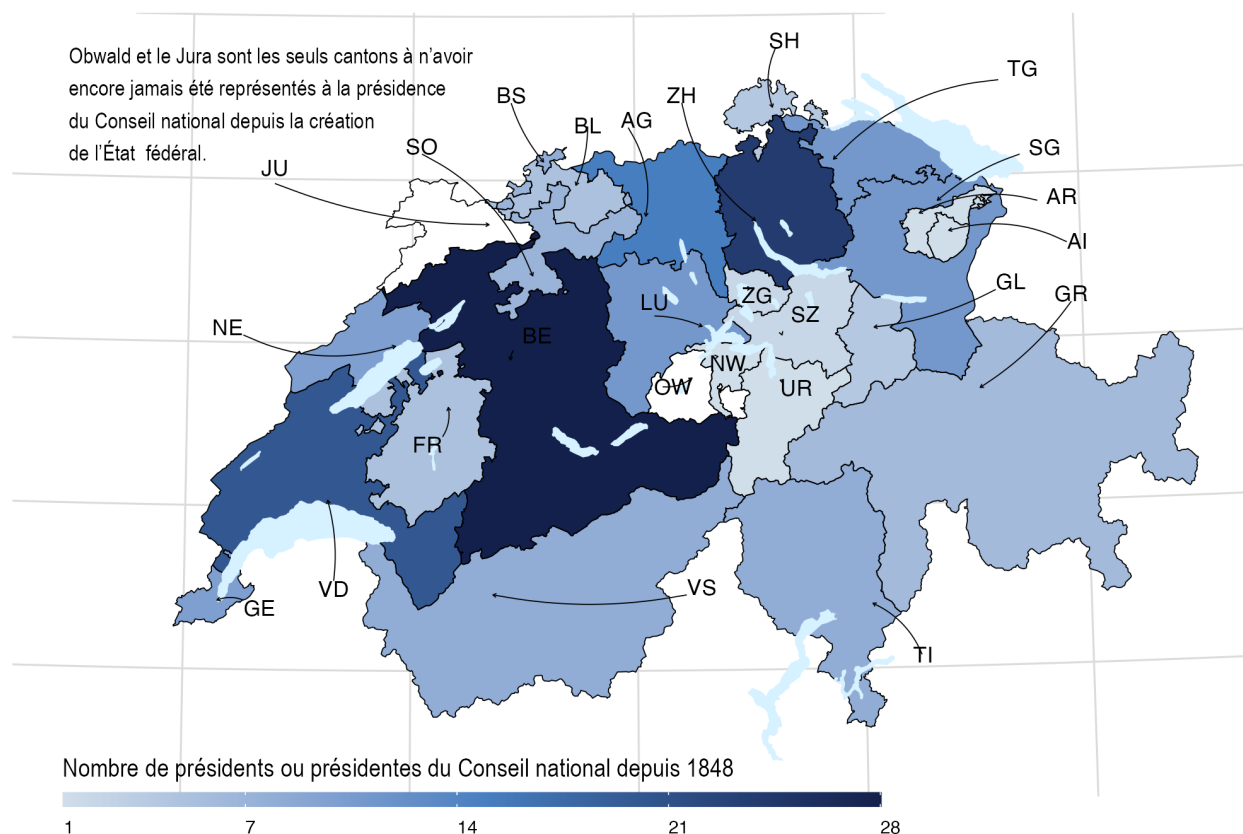 Obwald et le Jura sont les seuls cantons à n’avoir
encore jamais été représentés à la présidence
du Conseil national depuis la création
de l’État fédéral.
SH
TG
BS
ZH
AG
BL
SO
SG
JU
AR
AI
GL
GR
ZG
LU
SZ
NE
BE
NW
OW
UR
FR
VD
VS
GE
TI
Nombre de présidents ou présidentes du Conseil national depuis 1848
1 7 14 21 28